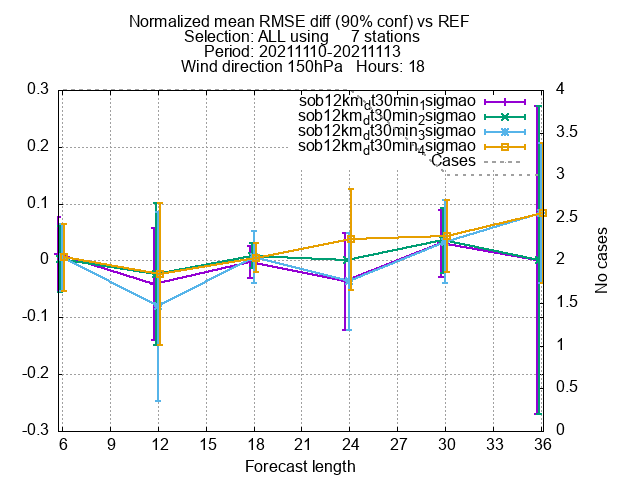 Normalized mean RMSE diff (90% conf) vs REF
Selection: ALL using     7 stations
Period: 20211110-20211113
Wind direction 150hPa   Hours: 18
sob12km_dt30min_1sigmao
sob12km_dt30min_2sigmao
sob12km_dt30min_3sigmao
sob12km_dt30min_4sigmao
Cases
0.3
0.2
0.1
0
-0.1
-0.2
-0.3
4
3.5
3
2.5
2
1.5
1
0.5
0
No cases
6 9 12 15 18 21 24 27 30 33 36
Forecast length